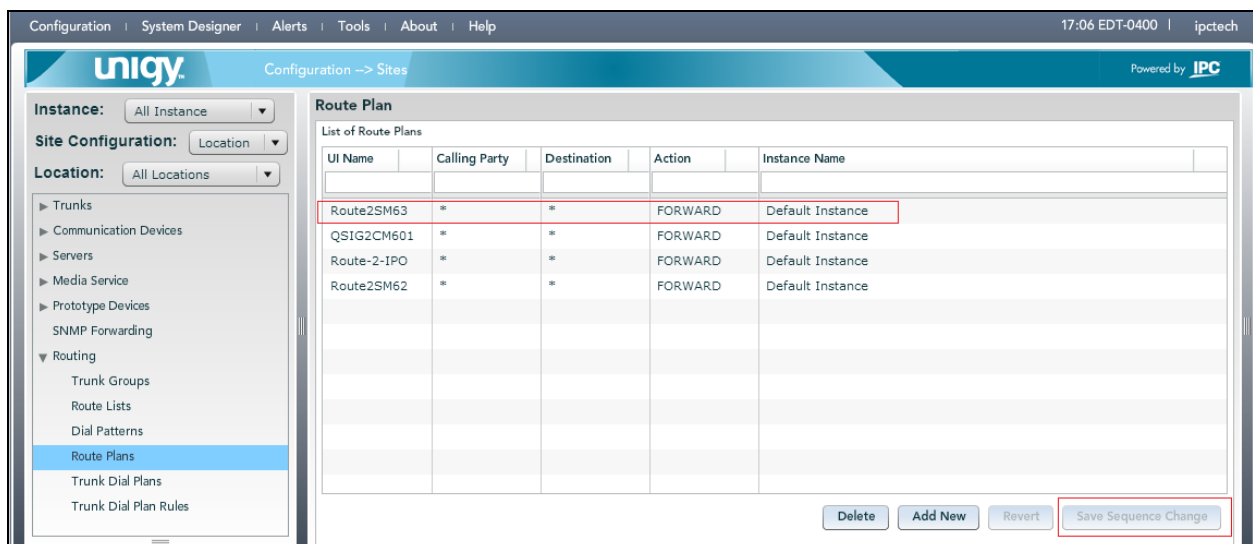 Configuration | System Designer | Alerts | Tools | About | Help 17:06 EDT-0400 | ipctech
unigy™ Configuration --> Sites Powered by IPC
Instance: All Instance
Site Configuration: Location
Location: All Locations
Trunks
Communication Devices
Servers
Media Service
Prototype Devices
SNMP Forwarding
Routing
Trunk Groups
Route Lists
Dial Patterns
Route Plans
Trunk Dial Plans
Trunk Dial Plan Rules
Route Plan
List of Route Plans
UI Name Calling Party Destination Action Instance Name
Route2SM63 * * FORWARD Default Instance
QSIG2CM601 * * FORWARD Default Instance
Route-2-IPO * * FORWARD Default Instance
Route2SM62 * * FORWARD Default Instance
Delete Add New Revert Save Sequence Change